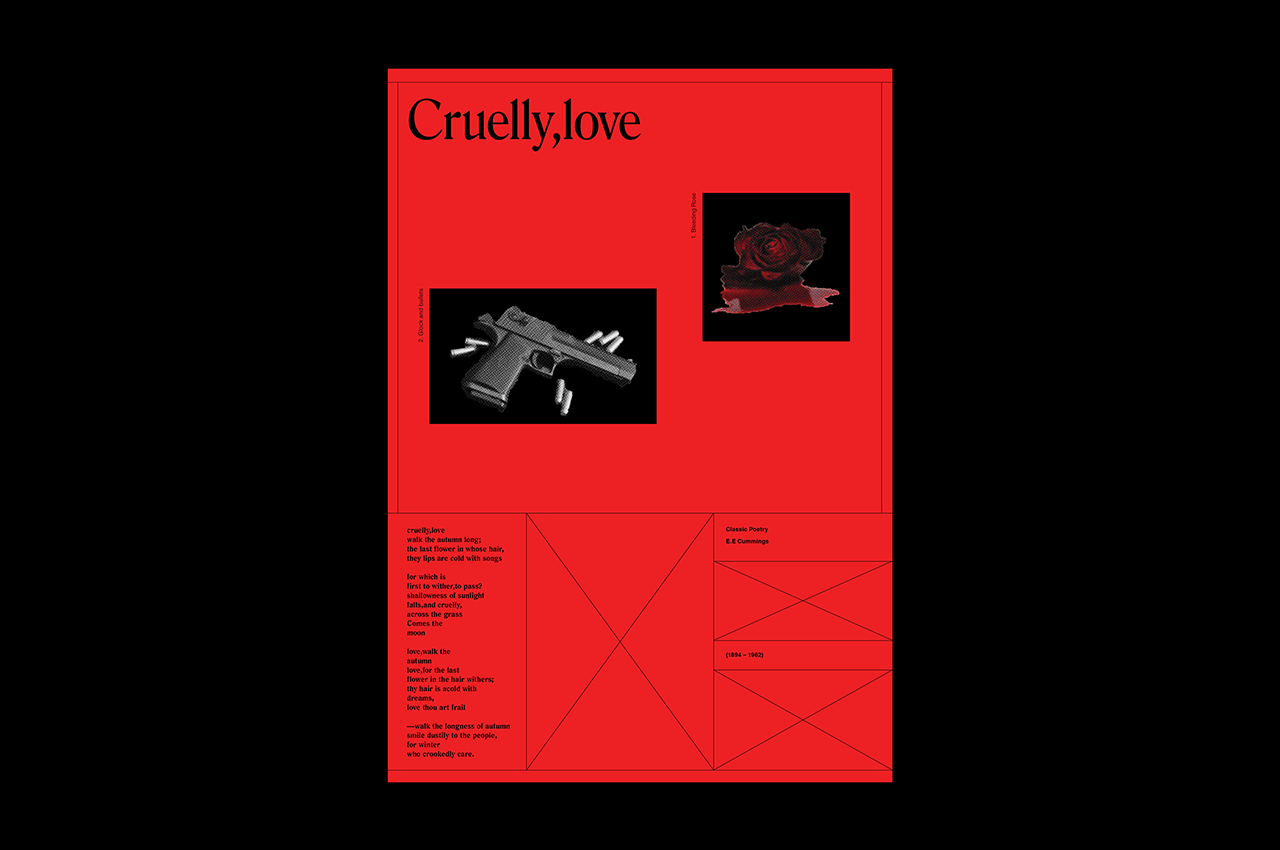 Cruelly,love
1. Bleeding Rose
2. Glock and bullets
cruelly,love
walk the autumn long;
the last flower in whose hair,
they lips are cold with songs
for which is
first to wither,to pass?
shallowness of sunlight
falls,and cruelly,
across the grass
Comes the
moon
love,walk the
autumn
love,for the last
flower in the hair withers;
thy hair is acold with
dreams,
love thou art frail
—walk the longness of autumn
smile dustily to the people,
for winter
who crookedly care.
Classic Poetry
E.E Cummings
(1894 – 1962)